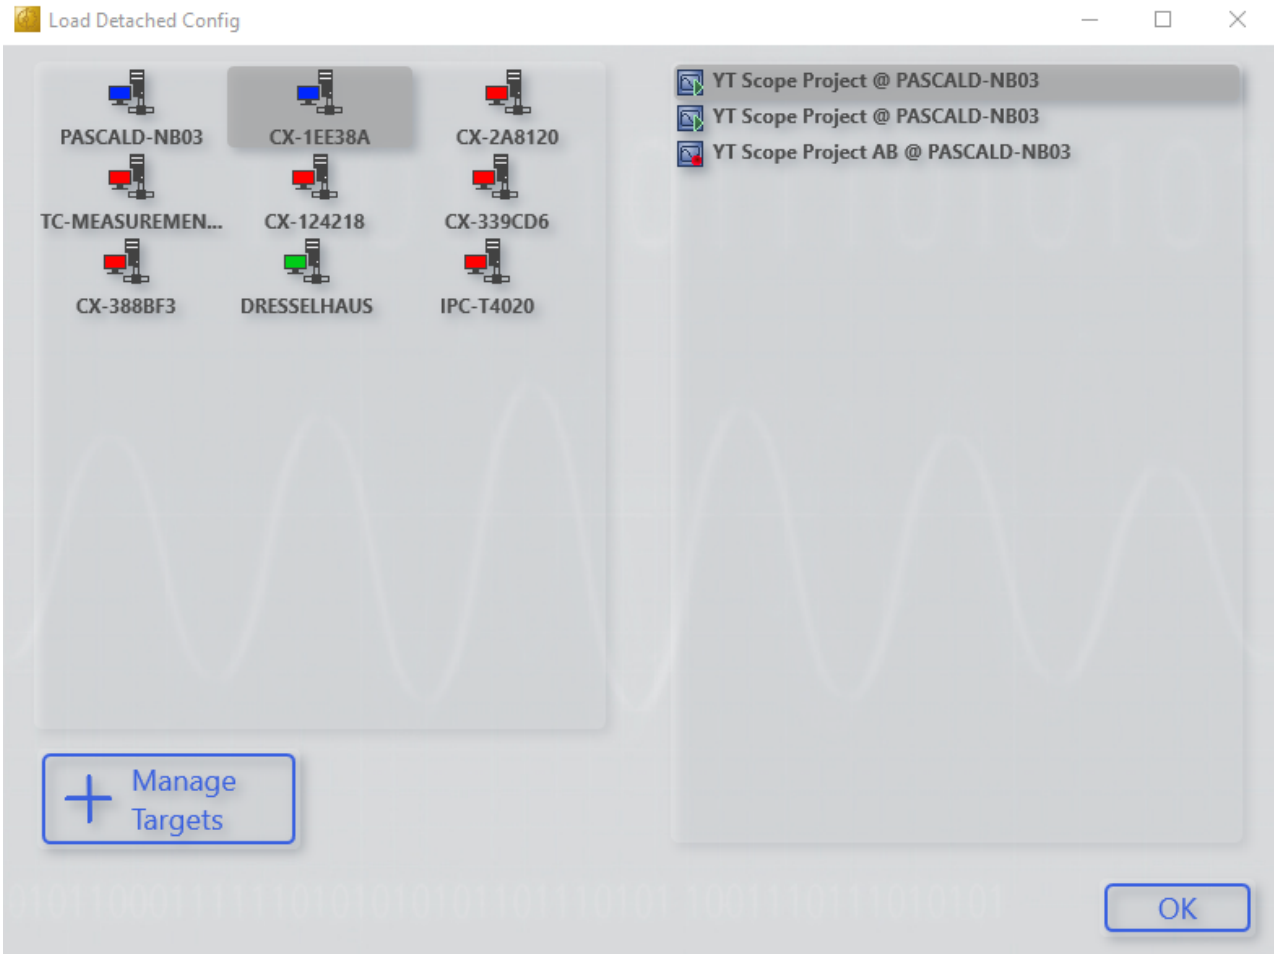 Load Detached Config
PASCALD-NB03 CX-1EE38A CX-2A8120
TC-MEASUREMEN... CX-124218 CX-339CD6
CX-388BF3 DRESSELHAUS IPC-T4020
YT Scope Project @ PASCALD-NB03
YT Scope Project @ PASCALD-NB03
YT Scope Project AB @ PASCALD-NB03
Manage
Targets
OK